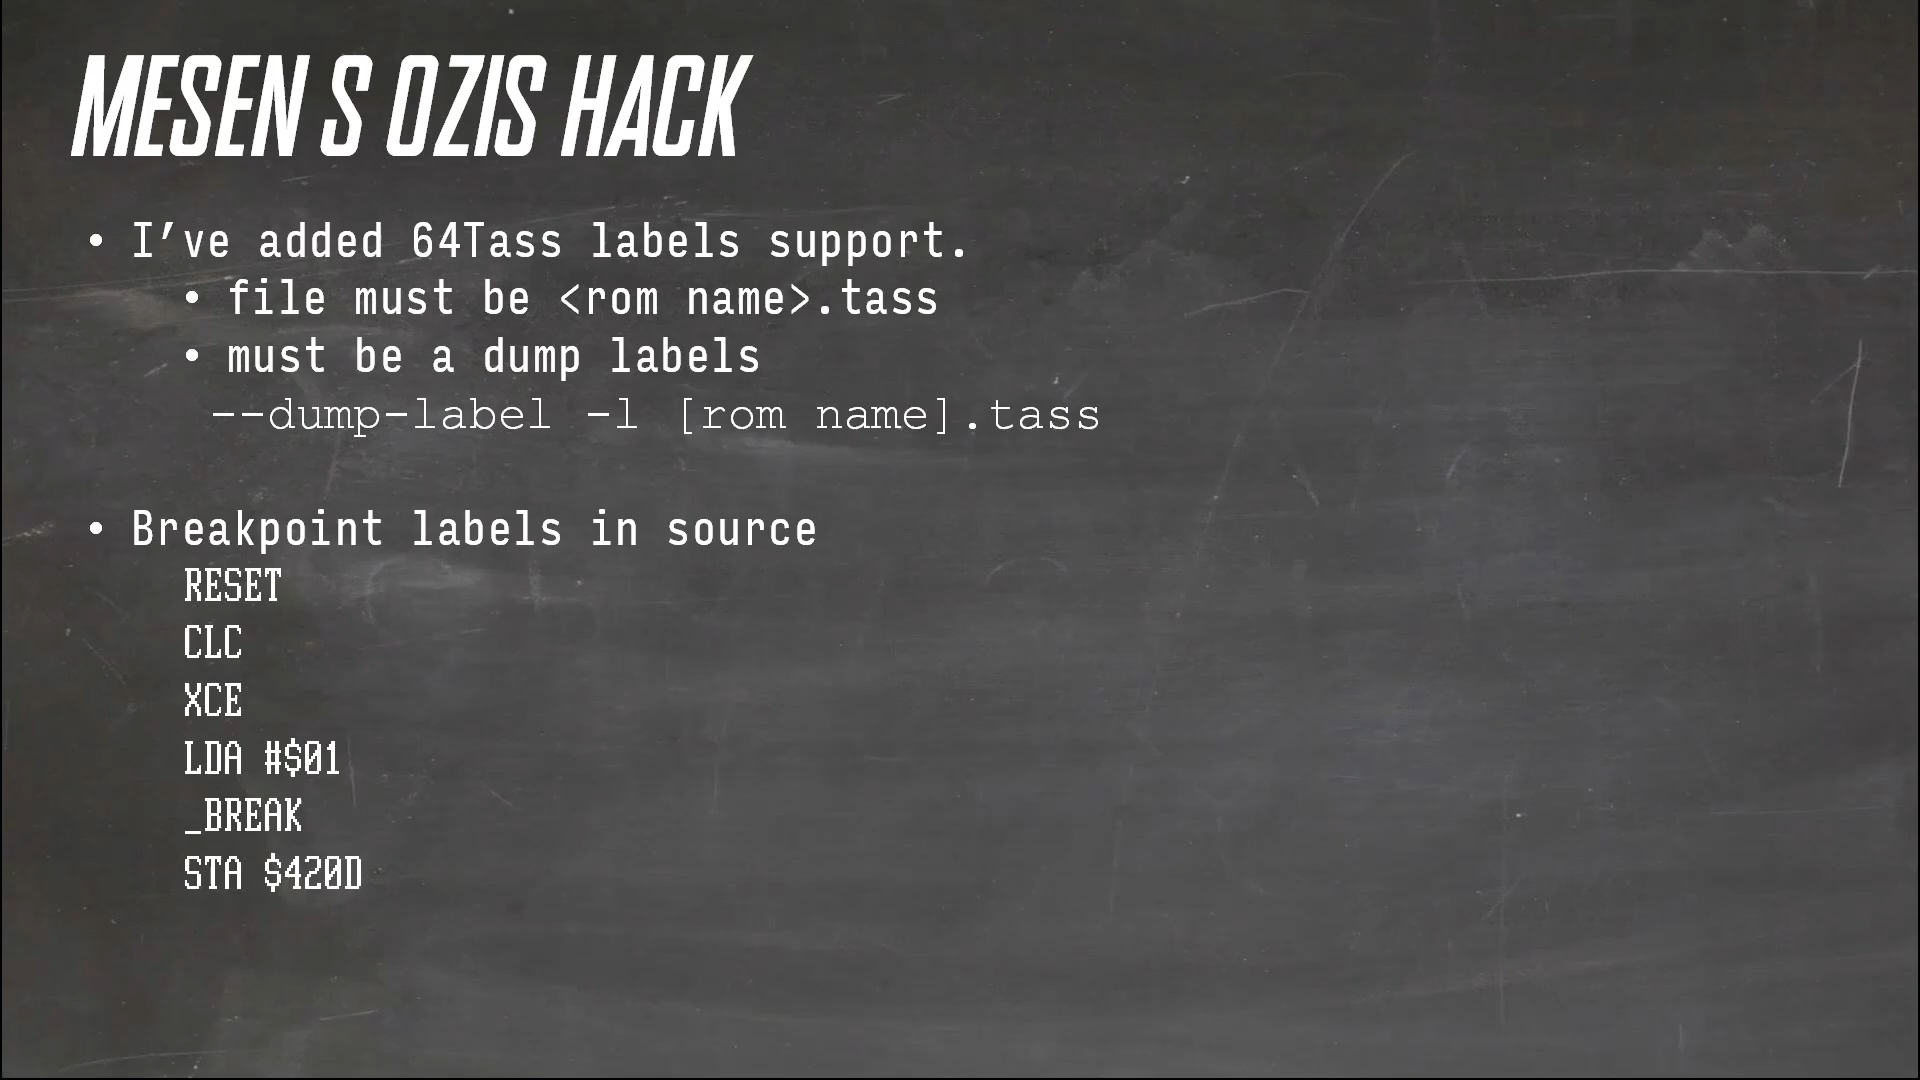 MESEN S OZIS HACK
• I’ve added 64Tass labels support.
• file must be <rom name>.tass
• must be a dump labels
--dump-label -l [rom name].tass
• Breakpoint labels in source
RESET
CLC
XCE
LDA #$01
_BREAK
STA $420D